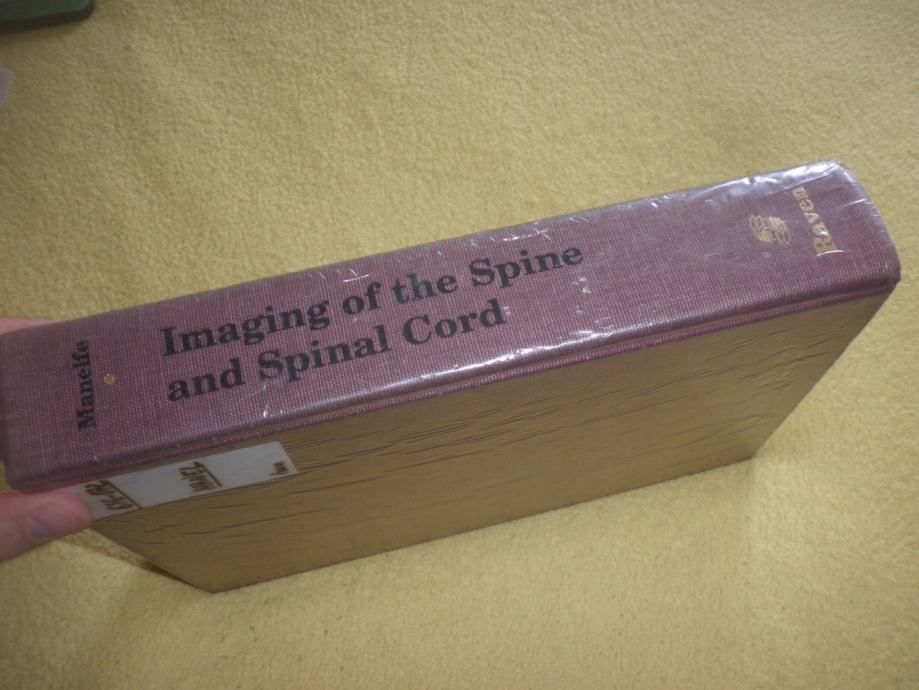 Manelfe
Imaging of the Spine
and Spinal Cord
Raven